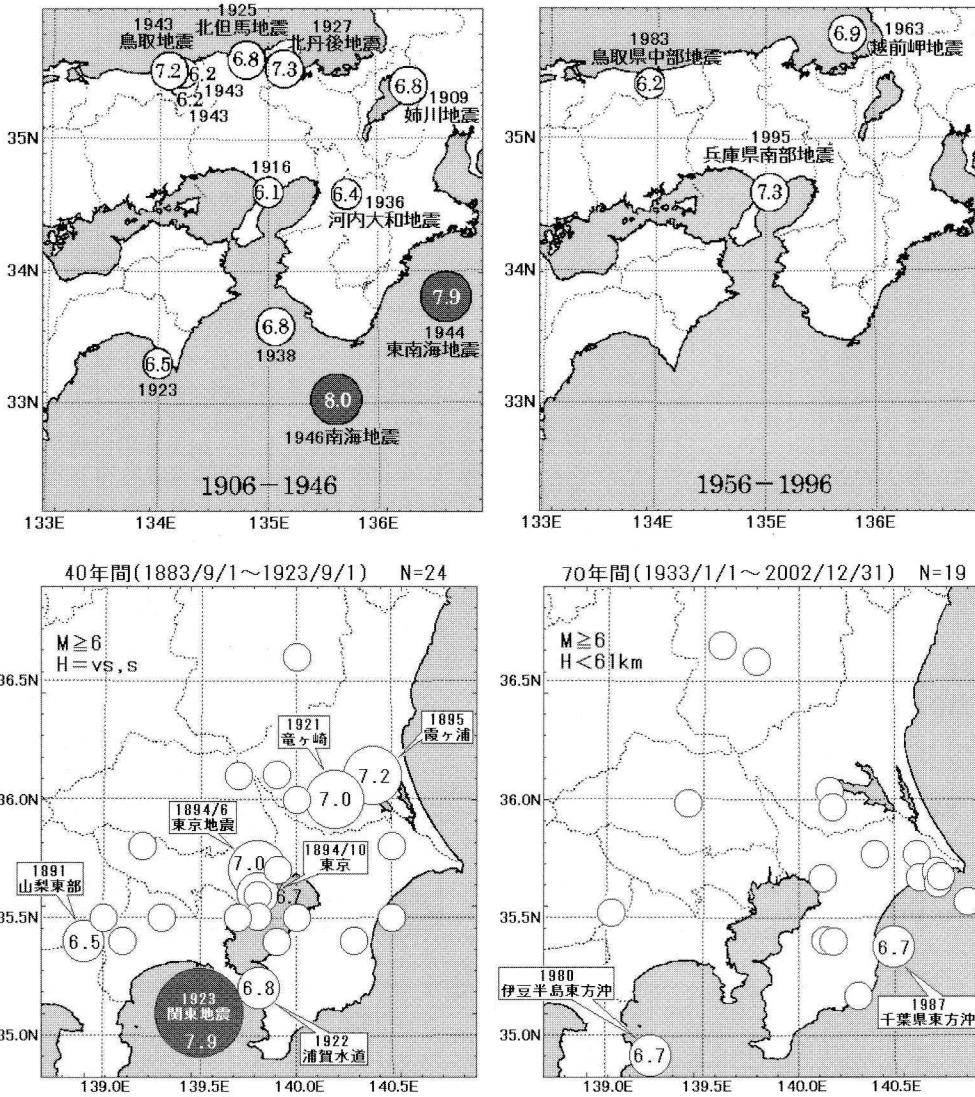 1943
鳥取地震
1925
北但馬地震
1927
北丹後地震
7.2
6.2
1943
6.2
1943
6.8
7.3
6.8
1909
姉川地震
35N
1916
6.1
6.4
1936
河内大和地震
34N
7.9
1944
東南海地震
6.8
1938
6.5
1923
33N
8.0
1946南海地震
1906−1946
133E
134E
135E
136E
6.9
1963
越前岬地震
1983
鳥取県中部地震
6.2
35N
1995
兵庫県南部地震
7.3
34N
33N
1956−1996
133E
134E
135E
136E
40年間(1883/9/1〜1923/9/1) N=24
M≧6
H=vs,s
36.5N
1921
竜ヶ崎
1895
霞ヶ浦
7.2
7.0
36.0N
1894/6
東京地震
7.0
1894/10
東京
6.7
1891
山梨東部
35.5N
6.5
1923
関東地震
7.9
6.8
1922
浦賀水道
35.0N
139.0E
139.5E
140.0E
140.5E
70年間(1933/1/1〜2002/12/31) N=19
M≧6
H<61km
36.5N
36.0N
35.5N
6.7
1980
伊豆半島東方沖
1987
千葉県東方沖
35.0N
6.7
139.0E
139.5E
140.0E
140.5E